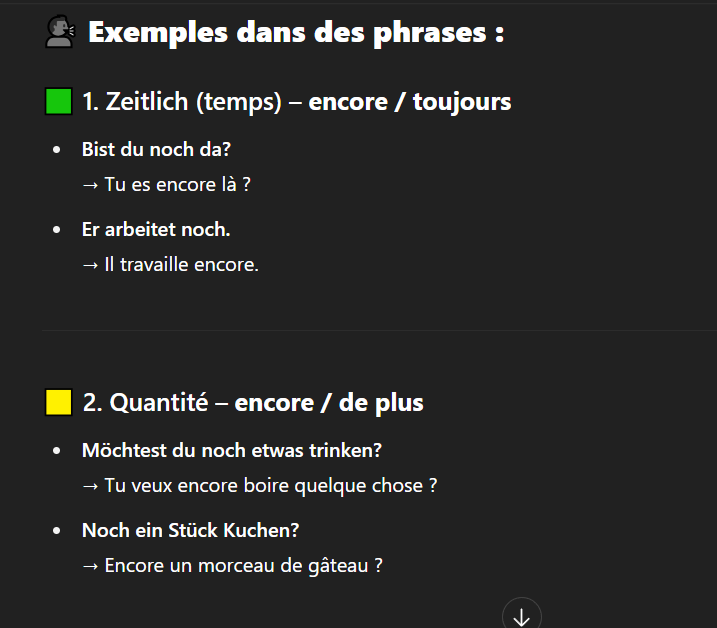 Exemples dans des phrases :
1. Zeitlich (temps) – encore / toujours
• Bist du noch da?
→ Tu es encore là ?
• Er arbeitet noch.
→ Il travaille encore.
2. Quantité – encore / de plus
• Möchtest du noch etwas trinken?
→ Tu veux encore boire quelque chose ?
• Noch ein Stück Kuchen?
→ Encore un morceau de gâteau ?